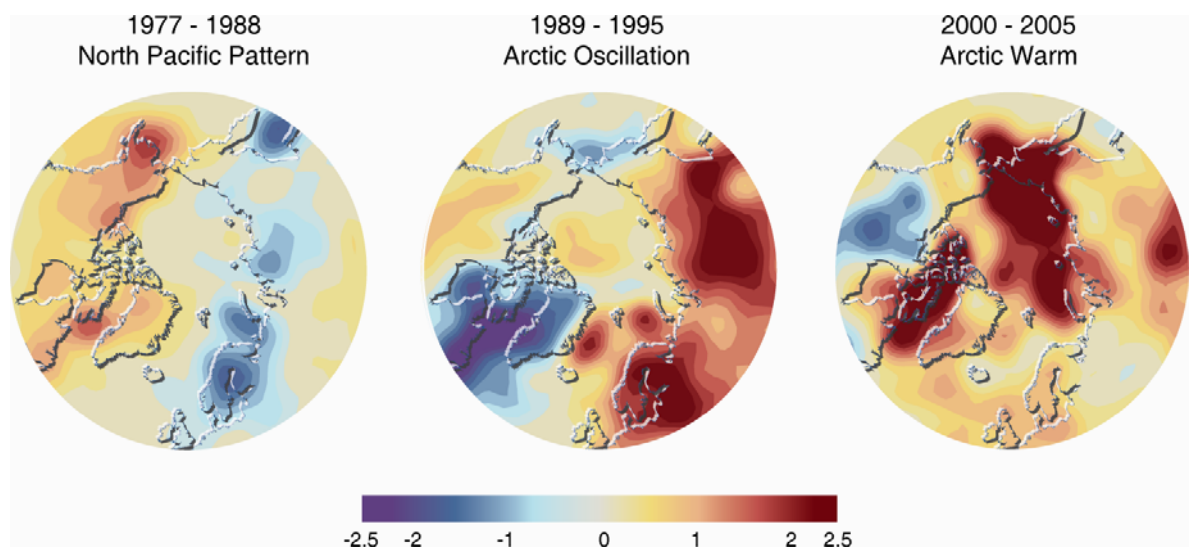 1977 - 1988
North Pacific Pattern
1989 - 1995
Arctic Oscillation
2000 - 2005
Arctic Warm
-2.5 -2 -1 0 1 2 2.5